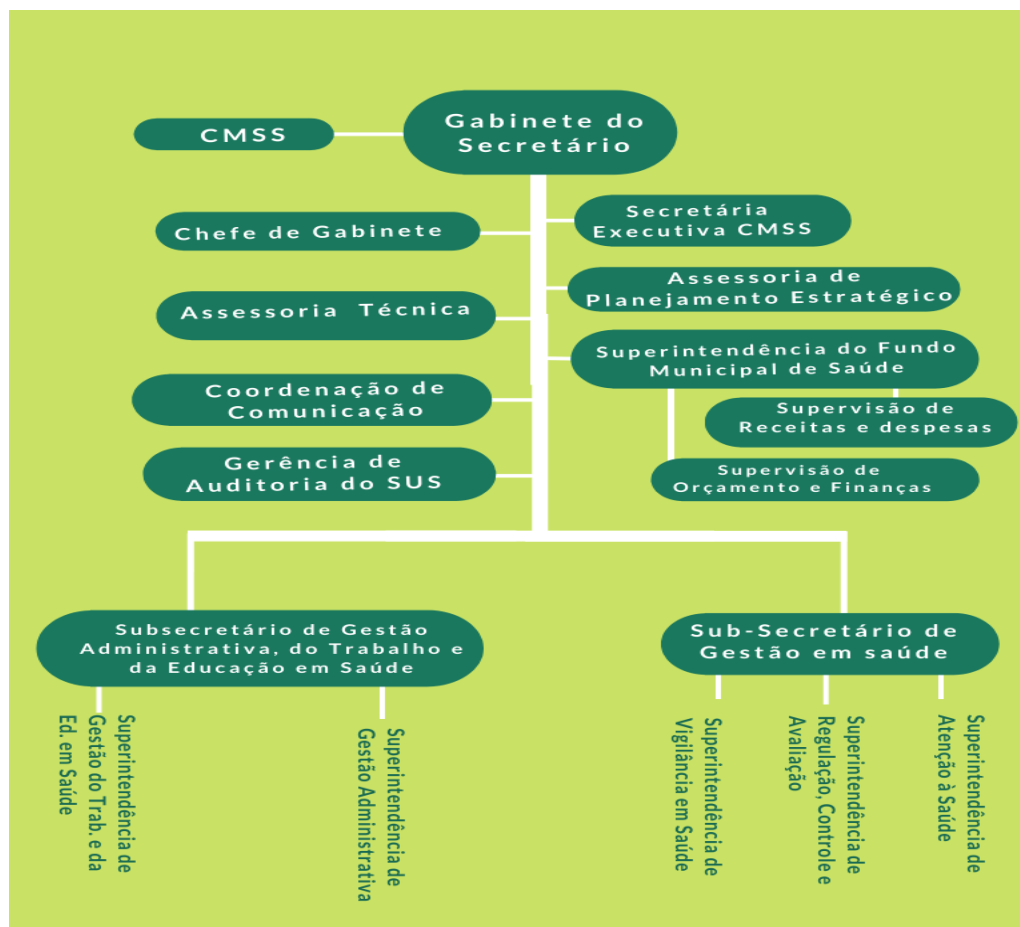 CMSS
Gabinete do
Secretário
Chefe de Gabinete
Secretária
Executiva CMSS
Assessoria Técnica
Assessoria de
Planejamento Estratégico
Superintendência do Fundo
Municipal de Saúde
Coordenação de
Comunicação
Supervisão de
Receitas e despesas
Gerência de
Auditoria do SUS
Supervisão de
Orçamento e Finanças
Subsecretário de Gestão
Administrativa, do Trabalho e
da Educação em Saúde
Sub-Secretário de
Gestão em saúde
Superintendência de
Gestão do Trab. e da
Ed. em Saúde
Superintendência de
Gestão Administrativa
Superintendência de
Vigilância em Saúde
Superintendência de
Regulação, Controle e
Avaliação
Superintendência de
Atenção à Saúde